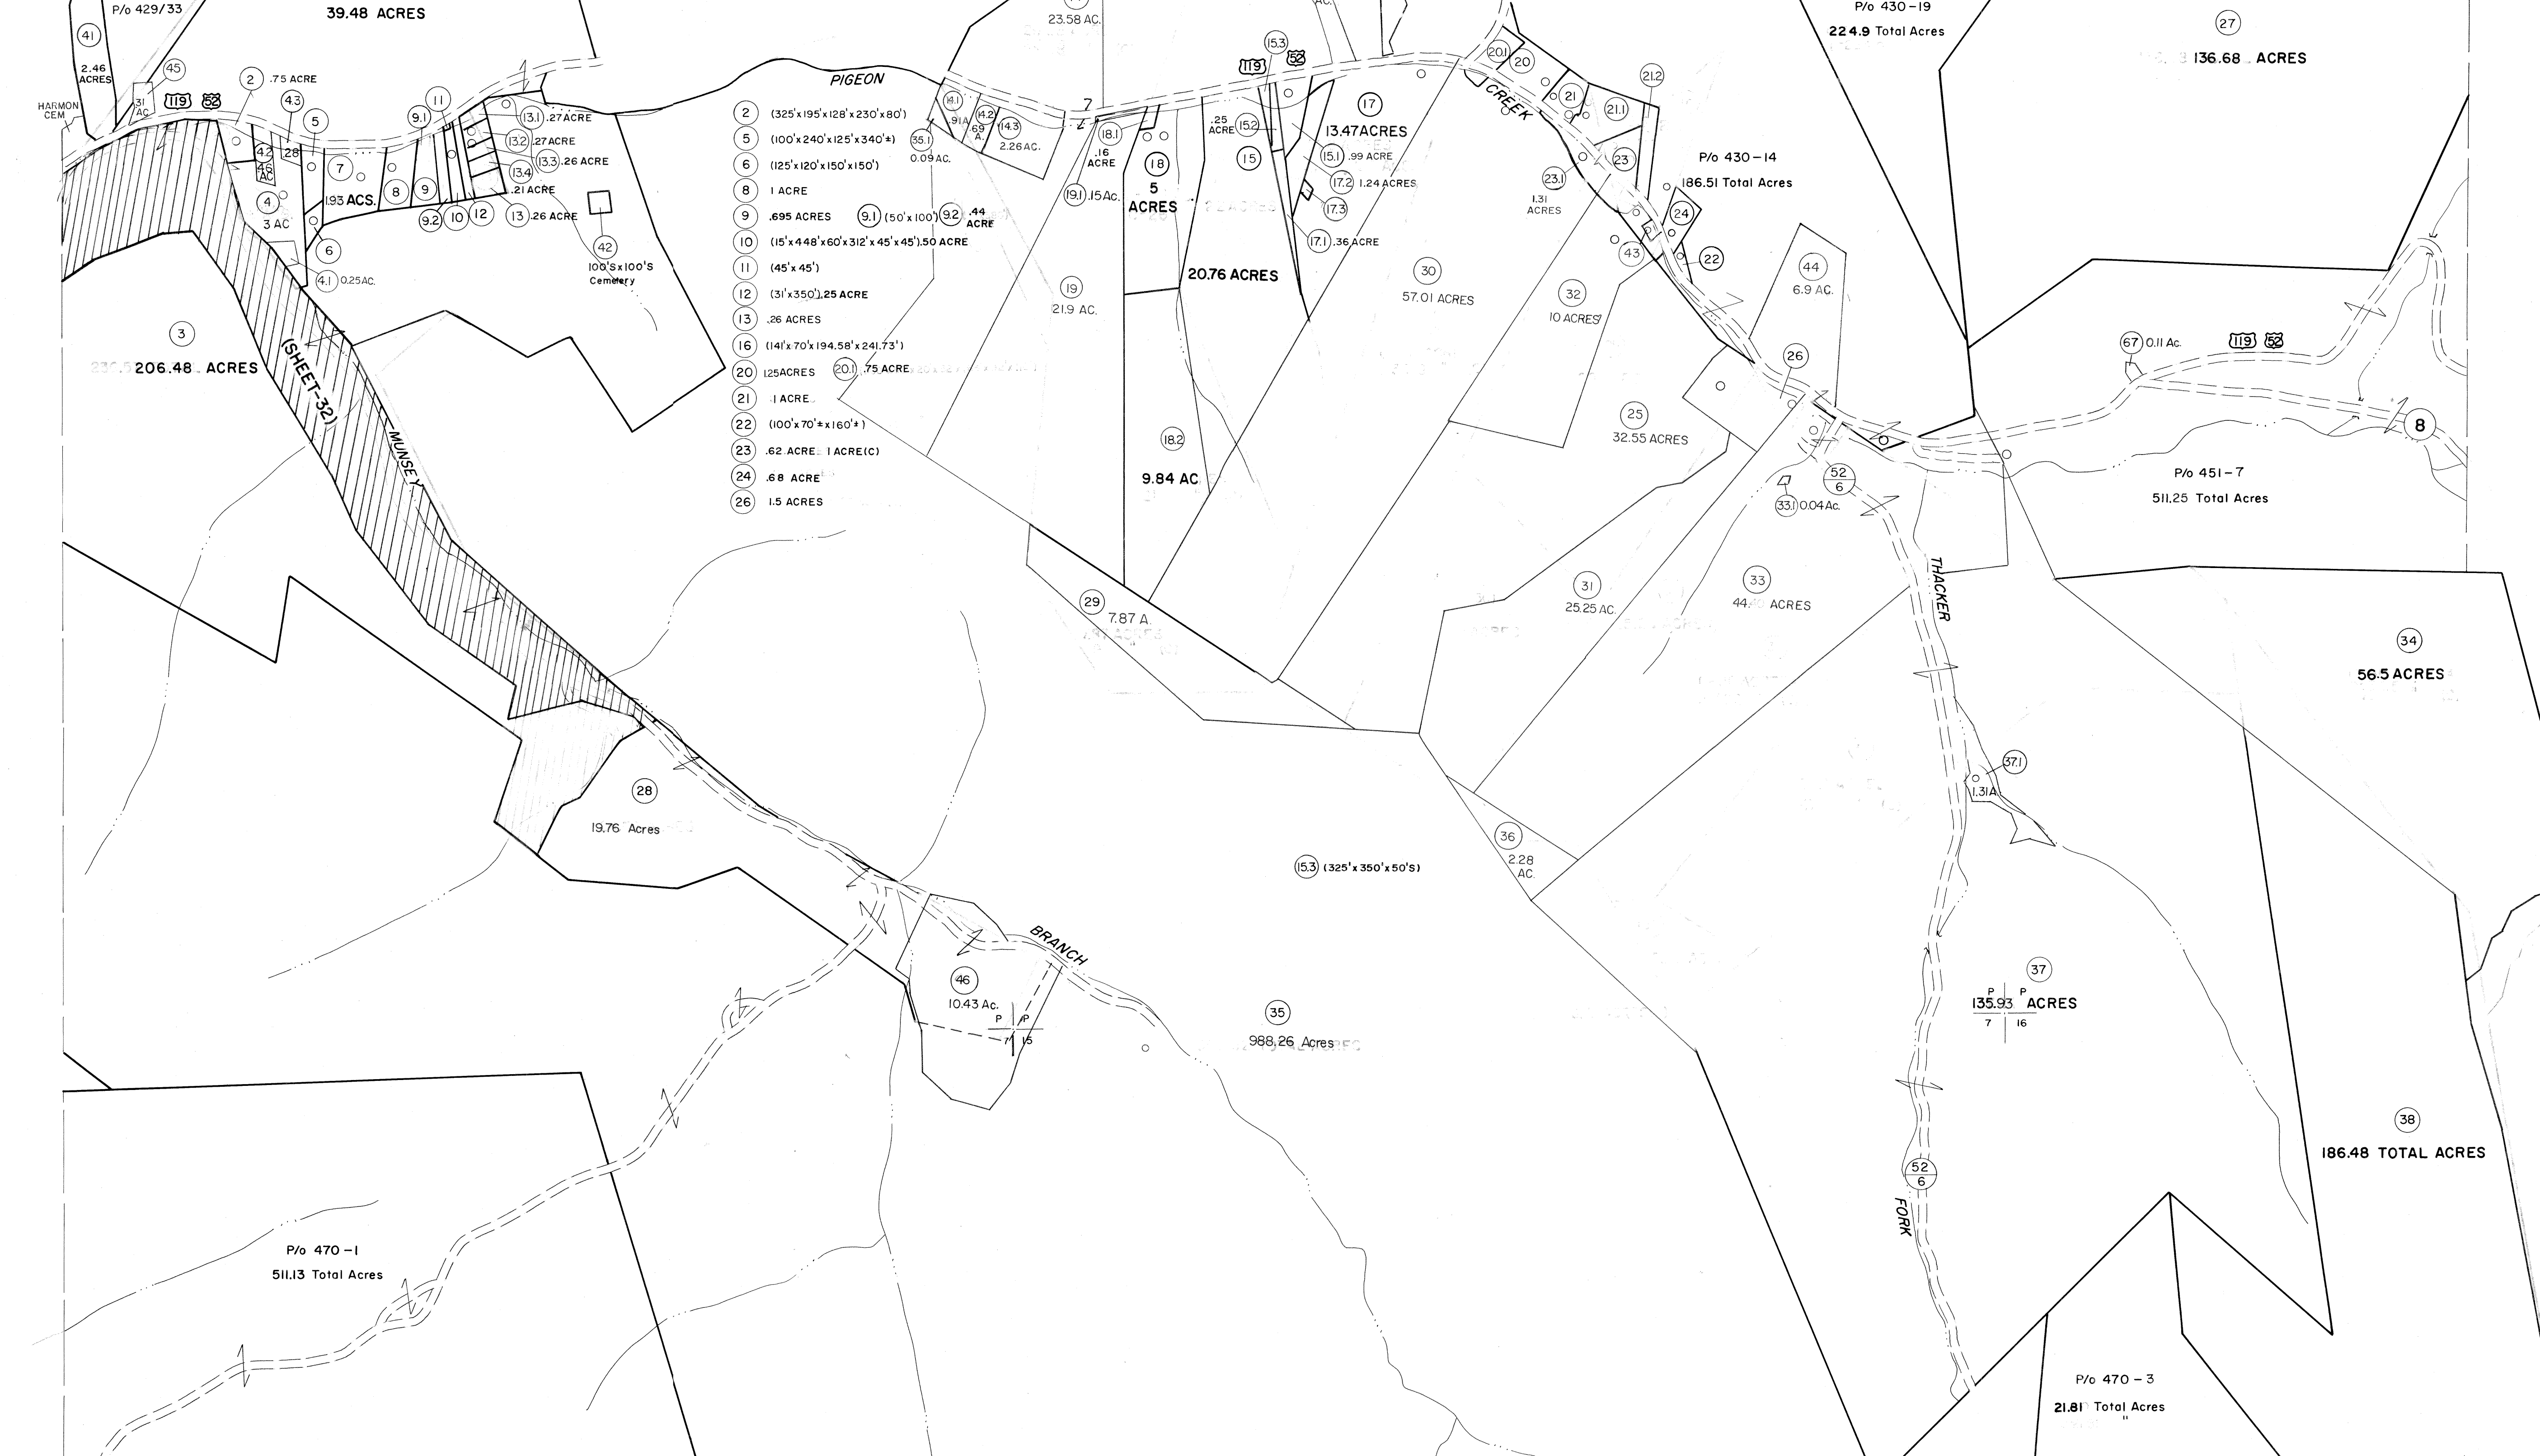 P/o 429/33
39.48 ACRES
41
2.46
ACRES
45
.31
AC
HARMON
CEM
119 52
2 .75 ACRE
4.3
.28
5
4.2
.46
AC
4
3 AC
4.1 0.25 AC.
6
7
1.93 ACS.
8
9
9.1
9.2
10
11
12
13 .26 ACRE
13.1 .27 ACRE
13.2 .27 ACRE
13.3 .26 ACRE
13.4
.21 ACRE
42
100'S x 100'S
Cemetery
3
206.48 ACRES
(SHEET-32)
MUNSEY
PIGEON
2 (325'x195'x128'x230'x80')
5 (100'x240'x125'x340'±)
6 (125'x120'x150'x150')
8 1 ACRE
9 .695 ACRES 9.1 (50'x100') 9.2 .44
ACRE
10 (15'x448'x60'x312'x45'x45').50 ACRE
11 (45'x45')
12 (31'x350').25 ACRE
13 .26 ACRES
16 (141'x70'x194.58'x241.73')
20 1.25 ACRES 20.1 .75 ACRE
21 .1 ACRE
22 (100'x70'±x160'±)
23 .62 ACRE 1 ACRE(C)
24 .68 ACRE
26 1.5 ACRES
23.58 AC.
AC.
14.1
.91A
14.2
.69
A.
14.3
2.26 AC.
35.1
0.09 AC.
7
18.1
.16
ACRE
19.1 .15 Ac.
18
5
ACRES
19
21.9 AC.
18.2
9.84 AC
119 52
15.3
.25
ACRE
15.2
15
15.1 .99 ACRE
17
13.47 ACRES
17.2 1.24 ACRES
17.3
17.1 .36 ACRE
20.76 ACRES
30
57.01 ACRES
CREEK
20.1
20
21
21.1
21.2
23
23.1
1.31
ACRES
24
22
43
P/o 430-14
186.51 Total Acres
P/o 430-19
224.9 Total Acres
27
136.68 ACRES
32
10 ACRES
44
6.9 AC.
26
25
32.55 ACRES
67 0.11 Ac.
119 52
8
52
6
33.1 0.04 Ac.
P/o 451-7
511.25 Total Acres
29
7.87 A.
31
25.25 AC.
33
44. ACRES
THACKER
34
56.5 ACRES
28
19.76 Acres
15.3 (325'x350'x50'S)
36
2.28
AC.
37.1
1.31A
BRANCH
46
10.43 Ac.
P P
7 15
35
988.26 Acres
37
P P
135.93 ACRES
7 16
38
186.48 TOTAL ACRES
52
6
FORK
P/o 470-1
511.13 Total Acres
P/o 470-3
21.81 Total Acres
"